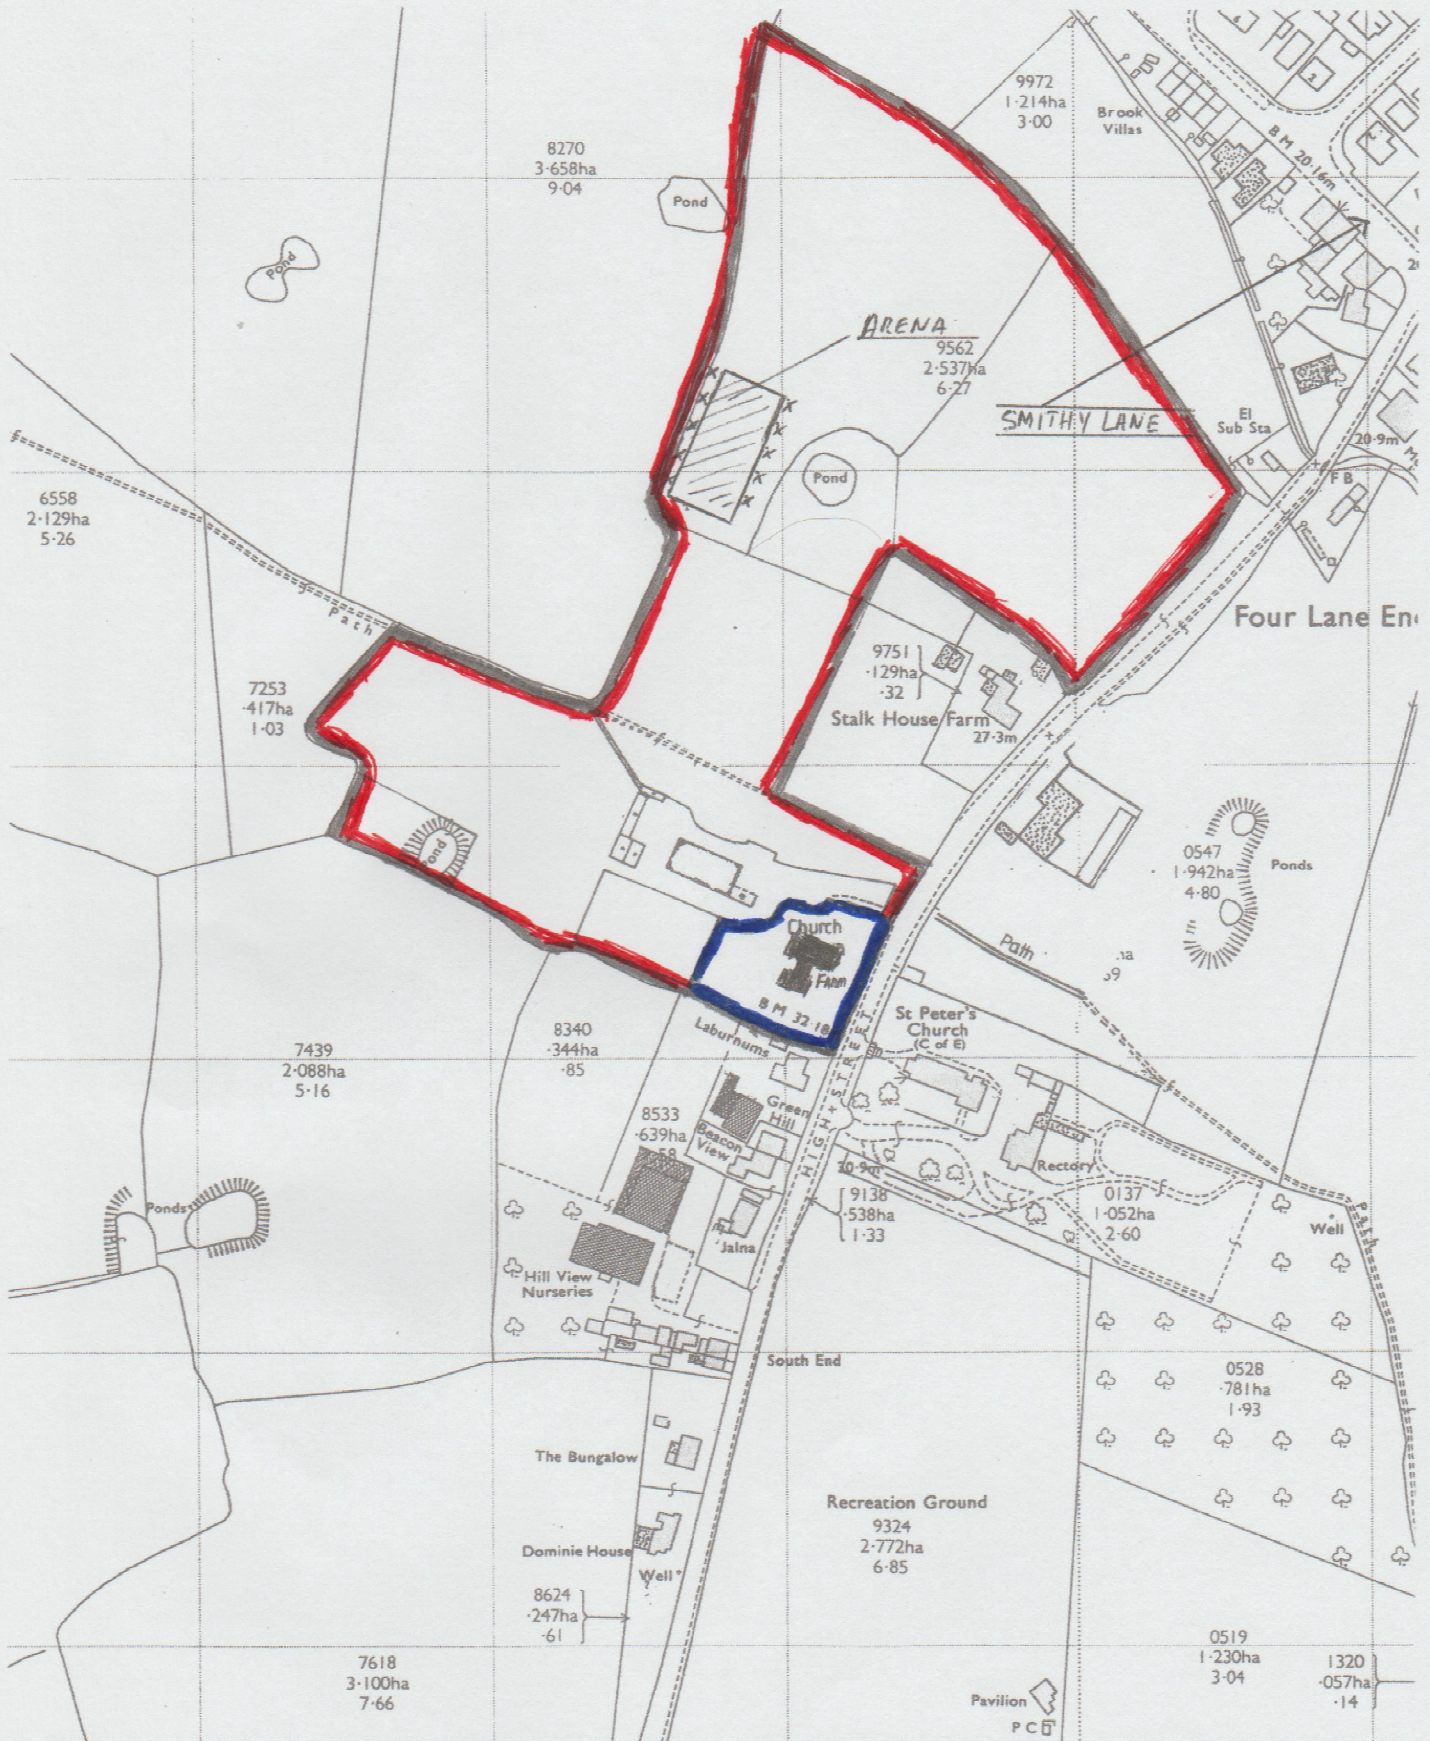 9972
1·214ha
3·00
Brook
Villas
6
2
BM 20·16m
8270
3·658ha
9·04
Pond
Pond
ARENA
9562
2·537ha
6·27
SMITHY LANE
El
Sub Sta
20·9m
FB
Pond
6558
2·129ha
5·26
Path
Four Lane En
9751
·129ha
·32
Stalk House Farm
27·3m
7253
·417ha
1·03
0547
1·942ha
4·80
Ponds
Church
Farm
BM 32·18
Path
St Peter's
Church
(C of E)
Laburnums
HIGH STREET
8340
·344ha
·85
7439
2·088ha
5·16
8533
·639ha
Green
Hill
Beacon
View
30·9m
Rectory
9138
·538ha
1·33
0137
1·052ha
2·60
Well
Path
Ponds
Jalna
Hill View
Nurseries
South End
0528
·781ha
1·93
The Bungalow
Recreation Ground
9324
2·772ha
6·85
Dominie House
Well
8624
·247ha
·61
7618
3·100ha
7·66
0519
1·230ha
3·04
1320
·057ha
·14
Pavilion
PC